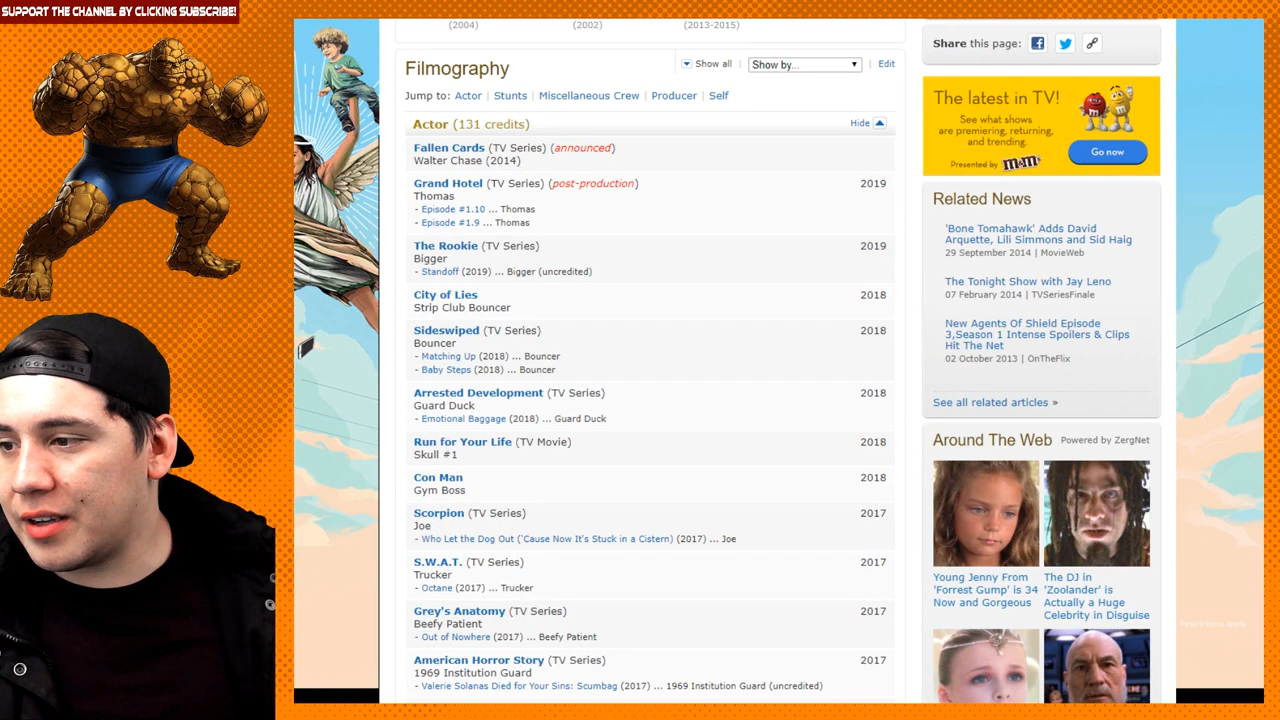 SUPPORT THE CHANNEL BY CLICKING SUBSCRIBE!
(2004) (2002) (2013-2015)
Filmography
Show all | Show by... | Edit
Jump to: Actor | Stunts | Miscellaneous Crew | Producer | Self
Actor (131 credits) Hide
Fallen Cards (TV Series) (announced)
Walter Chase (2014)
Grand Hotel (TV Series) (post-production) 2019
Thomas
- Episode #1.10 ... Thomas
- Episode #1.9 ... Thomas
The Rookie (TV Series) 2019
Bigger
- Standoff (2019) ... Bigger (uncredited)
City of Lies 2018
Strip Club Bouncer
Sideswiped (TV Series) 2018
Bouncer
- Matching Up (2018) ... Bouncer
- Baby Steps (2018) ... Bouncer
Arrested Development (TV Series) 2018
Guard Duck
- Emotional Baggage (2018) ... Guard Duck
Run for Your Life (TV Movie) 2018
Skull #1
Con Man 2018
Gym Boss
Scorpion (TV Series) 2017
Joe
- Who Let the Dog Out ('Cause Now It's Stuck in a Cistern) (2017) ... Joe
S.W.A.T. (TV Series) 2017
Trucker
- Octane (2017) ... Trucker
Grey's Anatomy (TV Series) 2017
Beefy Patient
- Out of Nowhere (2017) ... Beefy Patient
American Horror Story (TV Series) 2017
1969 Institution Guard
- Valerie Solanas Died for Your Sins: Scumbag (2017) ... 1969 Institution Guard (uncredited)
Share this page:
The latest in TV!
See what shows
are premiering, returning,
and trending.
Presented by m&m's
Go now
Related News
'Bone Tomahawk' Adds David
Arquette, Lili Simmons and Sid Haig
29 September 2014 | MovieWeb
The Tonight Show with Jay Leno
07 February 2014 | TVSeriesFinale
New Agents Of Shield Episode
3,Season 1 Intense Spoilers & Clips
Hit The Net
02 October 2013 | OnTheFlix
See all related articles »
Around The Web Powered by ZergNet
Young Jenny From
'Forrest Gump' is 34
Now and Gorgeous
The DJ in
'Zoolander' is
Actually a Huge
Celebrity in Disguise
Restrictions apply